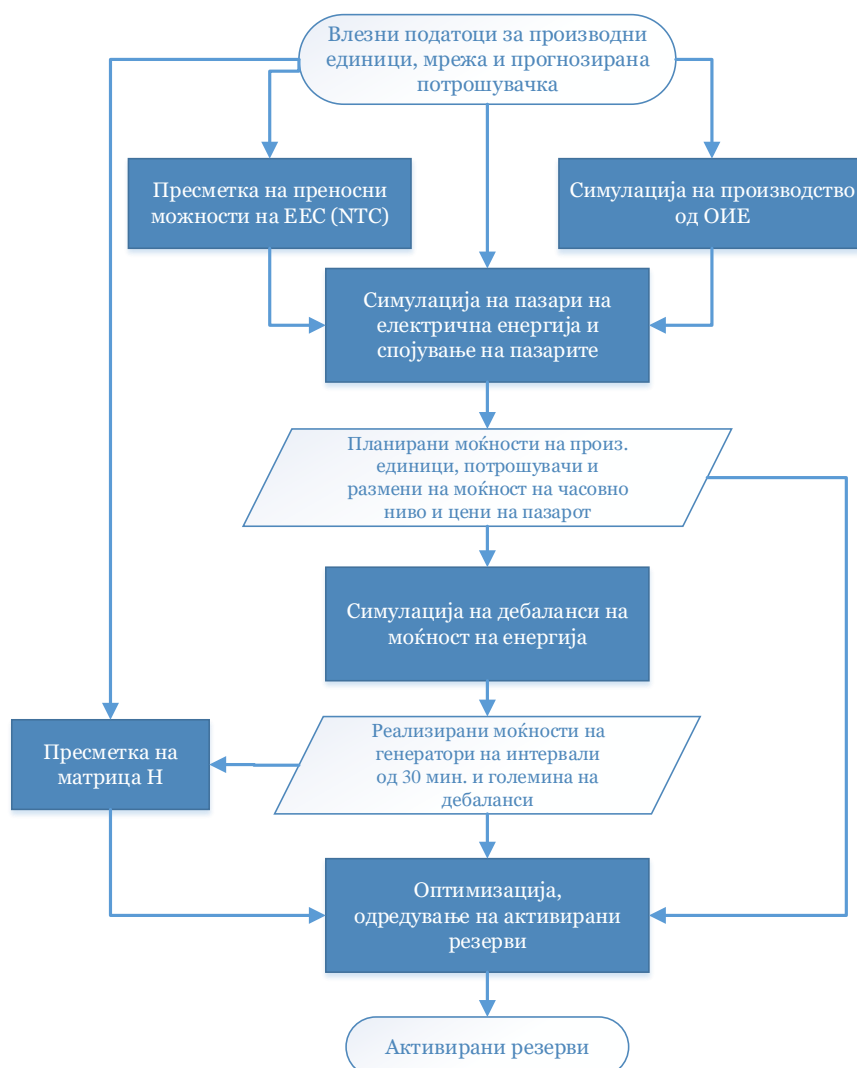 Влезни податоци за производни
единици, мрежа и прогнозирана
потрошувачка
Пресметка на преносни
можности на ЕЕС (NTC)
Симулација на производство
од ОИЕ
Симулација на пазари на
електрична енергија и
спојување на пазарите
Планирани моќности на произ.
единици, потрошувачи и
размени на моќност на часовно
ниво и цени на пазарот
Симулација на дебаланси на
моќност на енергија
Реализирани моќности на
генератори на интервали
од 30 мин. и големина на
дебаланси
Пресметка на
матрица H
Оптимизација,
одредување на активирани
резерви
Активирани резерви